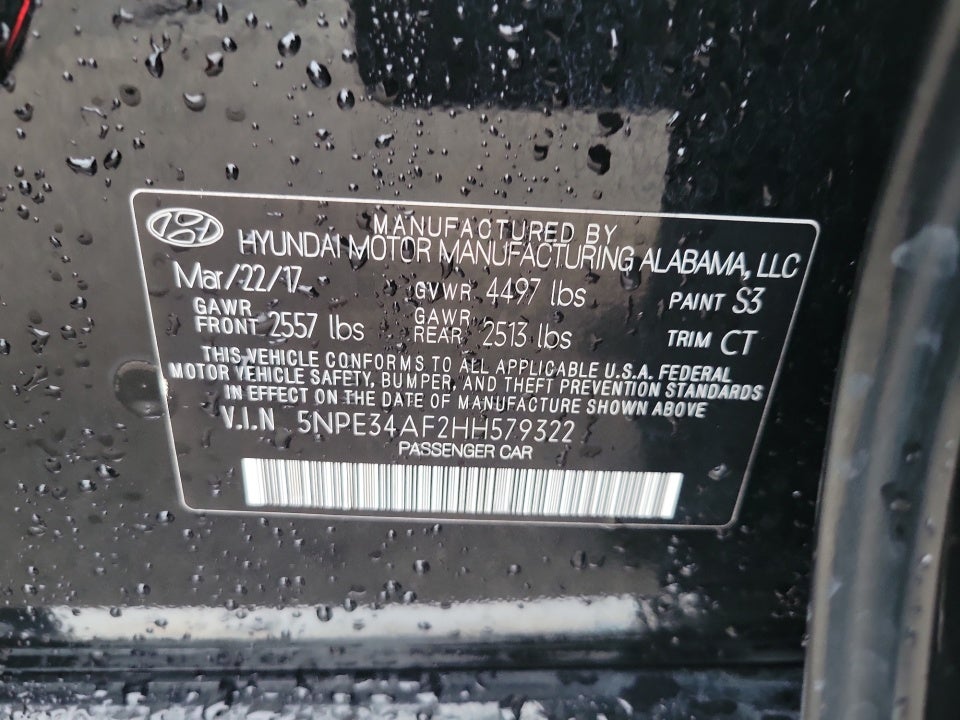 MANUFACTURED BY
HYUNDAI MOTOR MANUFACTURING ALABAMA, LLC
Mar/22/17 GVWR 4497 lbs PAINT S3
GAWR FRONT 2557 lbs GAWR REAR 2513 lbs TRIM CT
THIS VEHICLE CONFORMS TO ALL APPLICABLE U.S.A. FEDERAL
MOTOR VEHICLE SAFETY, BUMPER, AND THEFT PREVENTION STANDARDS
IN EFFECT ON THE DATE OF MANUFACTURE SHOWN ABOVE
V.I.N 5NPE34AF2HH579322
PASSENGER CAR